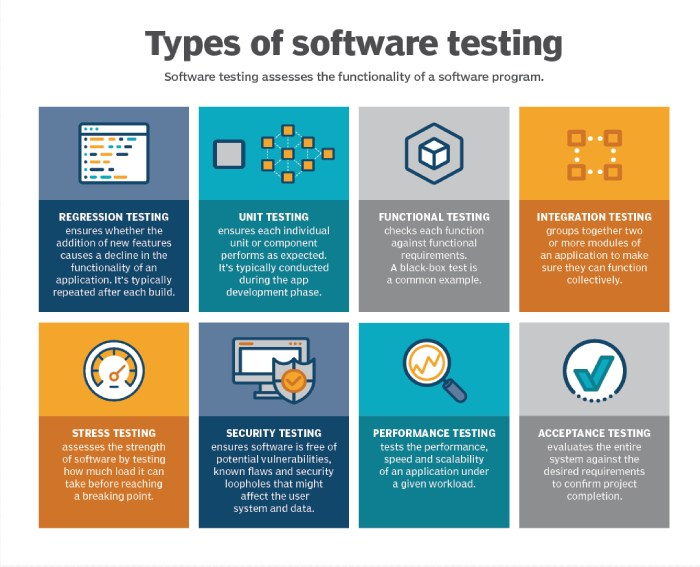 Types of software testing
Software testing assesses the functionality of a software program.
REGRESSION TESTING
ensures whether the
addition of new features
causes a decline in the
functionality of an
application. It's typically
repeated after each build.
UNIT TESTING
ensures each individual
unit or component
performs as expected.
It's typically conducted
during the app
development phase.
FUNCTIONAL TESTING
checks each function
against functional
requirements.
A black-box test is
a common example.
INTEGRATION TESTING
groups together two
or more modules of
an application to make
sure they can function
collectively.
STRESS TESTING
assesses the strength
of software by testing
how much load it can
take before reaching
a breaking point.
SECURITY TESTING
ensures software is free of
potential vulnerabilities,
known flaws and security
loopholes that might
affect the user
system and data.
PERFORMANCE TESTING
tests the performance,
speed and scalability
of an application under
a given workload.
ACCEPTANCE TESTING
evaluates the entire
system against the
desired requirements
to confirm project
completion.